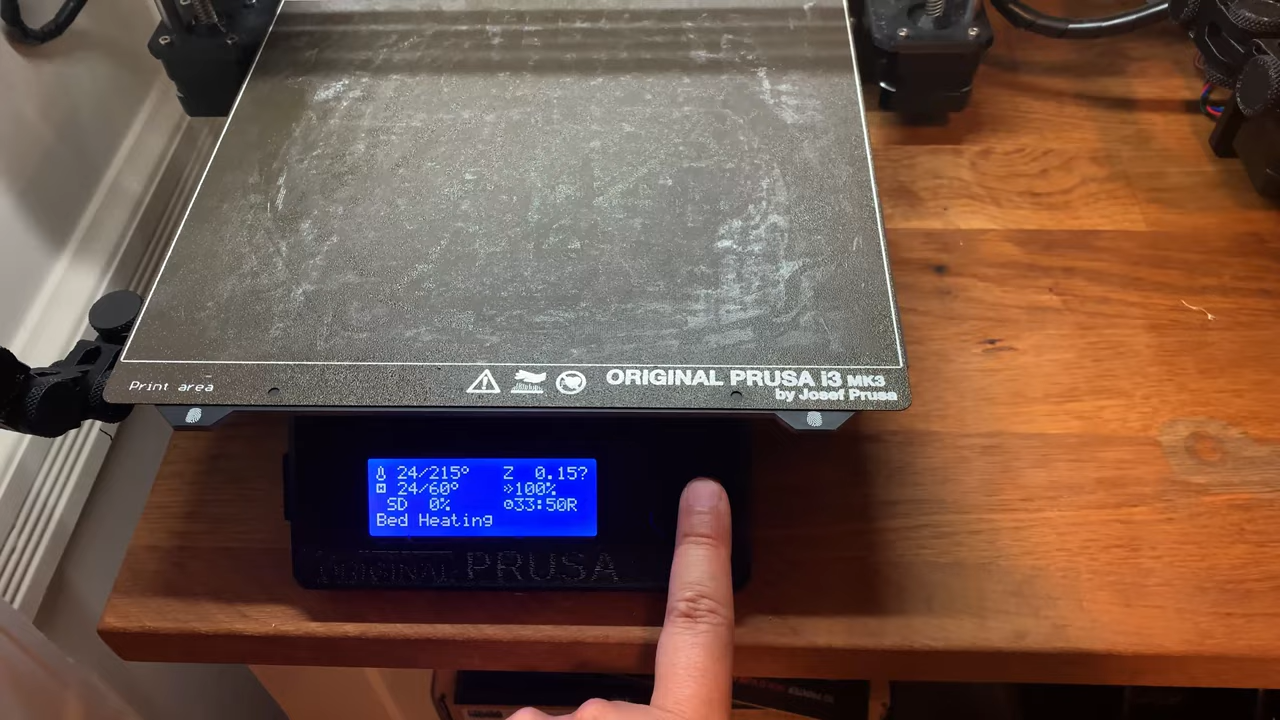 Print area
ORIGINAL PRUSA i3 MK3
by Josef Prusa
24/215° Z 0.15?
24/60° 100%
SD 0% 33:50R
Bed Heating
ORIGINAL PRUSA